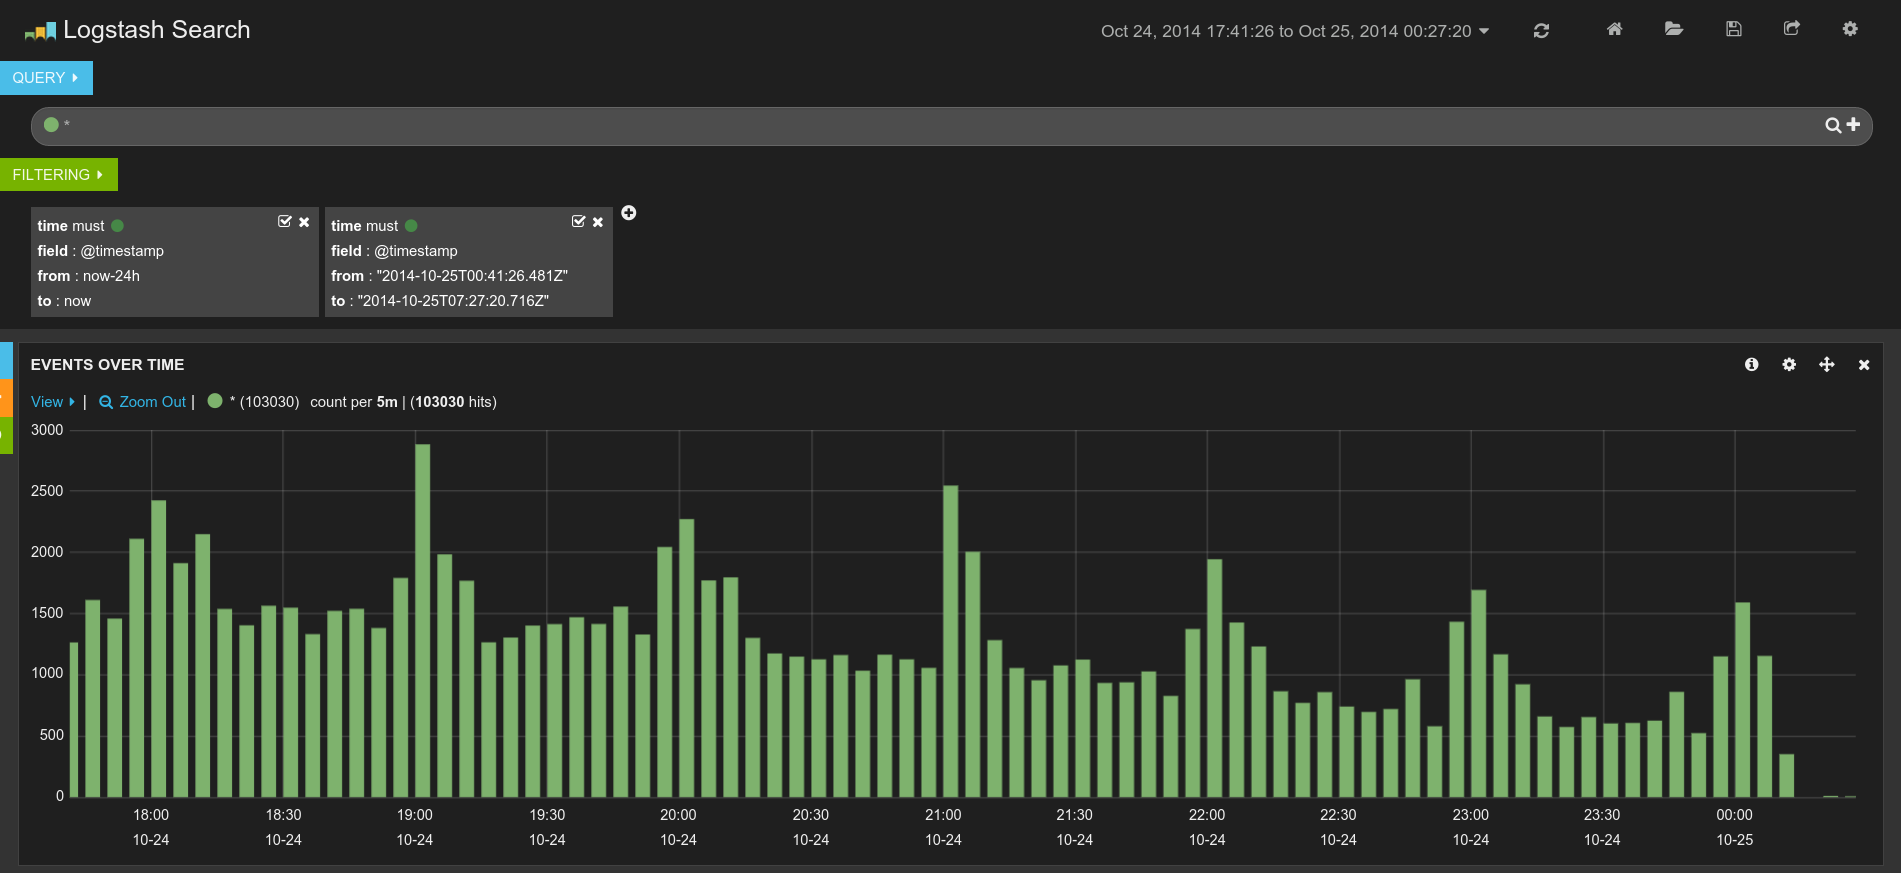 Logstash Search
Oct 24, 2014 17:41:26 to Oct 25, 2014 00:27:20
QUERY
*
FILTERING
time must
field : @timestamp
from : now-24h
to : now
time must
field : @timestamp
from : "2014-10-25T00:41:26.481Z"
to : "2014-10-25T07:27:20.716Z"
EVENTS OVER TIME
View | Zoom Out | * (103030) count per 5m | (103030 hits)
3000
2500
2000
1500
1000
500
0
18:00 18:30 19:00 19:30 20:00 20:30 21:00 21:30 22:00 22:30 23:00 23:30 00:00
10-24 10-24 10-24 10-24 10-24 10-24 10-24 10-24 10-24 10-24 10-24 10-24 10-25